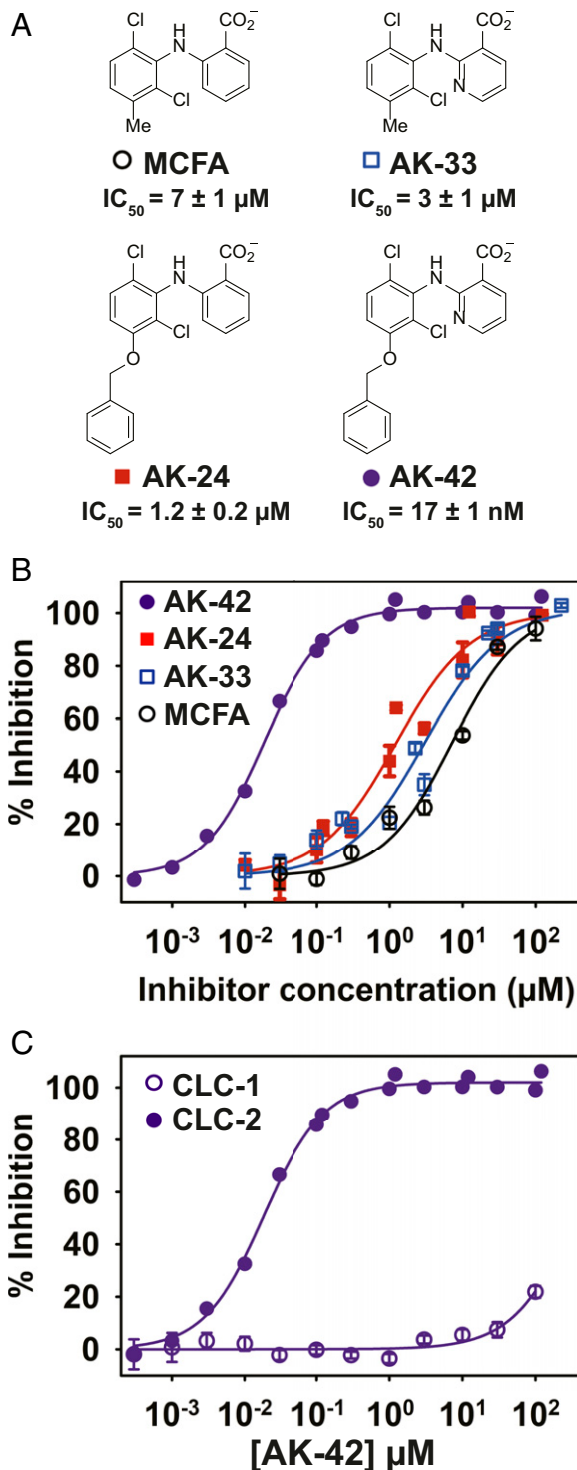 A
Cl
H
N
CO₂⁻
Cl
Me
MCFA
IC₅₀ = 7 ± 1 µM
Cl
H
N
CO₂⁻
N
Cl
Me
AK-33
IC₅₀ = 3 ± 1 µM
Cl
H
N
CO₂⁻
Cl
O
AK-24
IC₅₀ = 1.2 ± 0.2 µM
Cl
H
N
CO₂⁻
N
Cl
O
AK-42
IC₅₀ = 17 ± 1 nM
B
AK-42
AK-24
AK-33
MCFA
% Inhibition
100
80
60
40
20
0
10⁻³ 10⁻² 10⁻¹ 10⁰ 10¹ 10²
Inhibitor concentration (µM)
C
CLC-1
CLC-2
% Inhibition
100
80
60
40
20
0
10⁻³ 10⁻² 10⁻¹ 10⁰ 10¹ 10²
[AK-42] µM